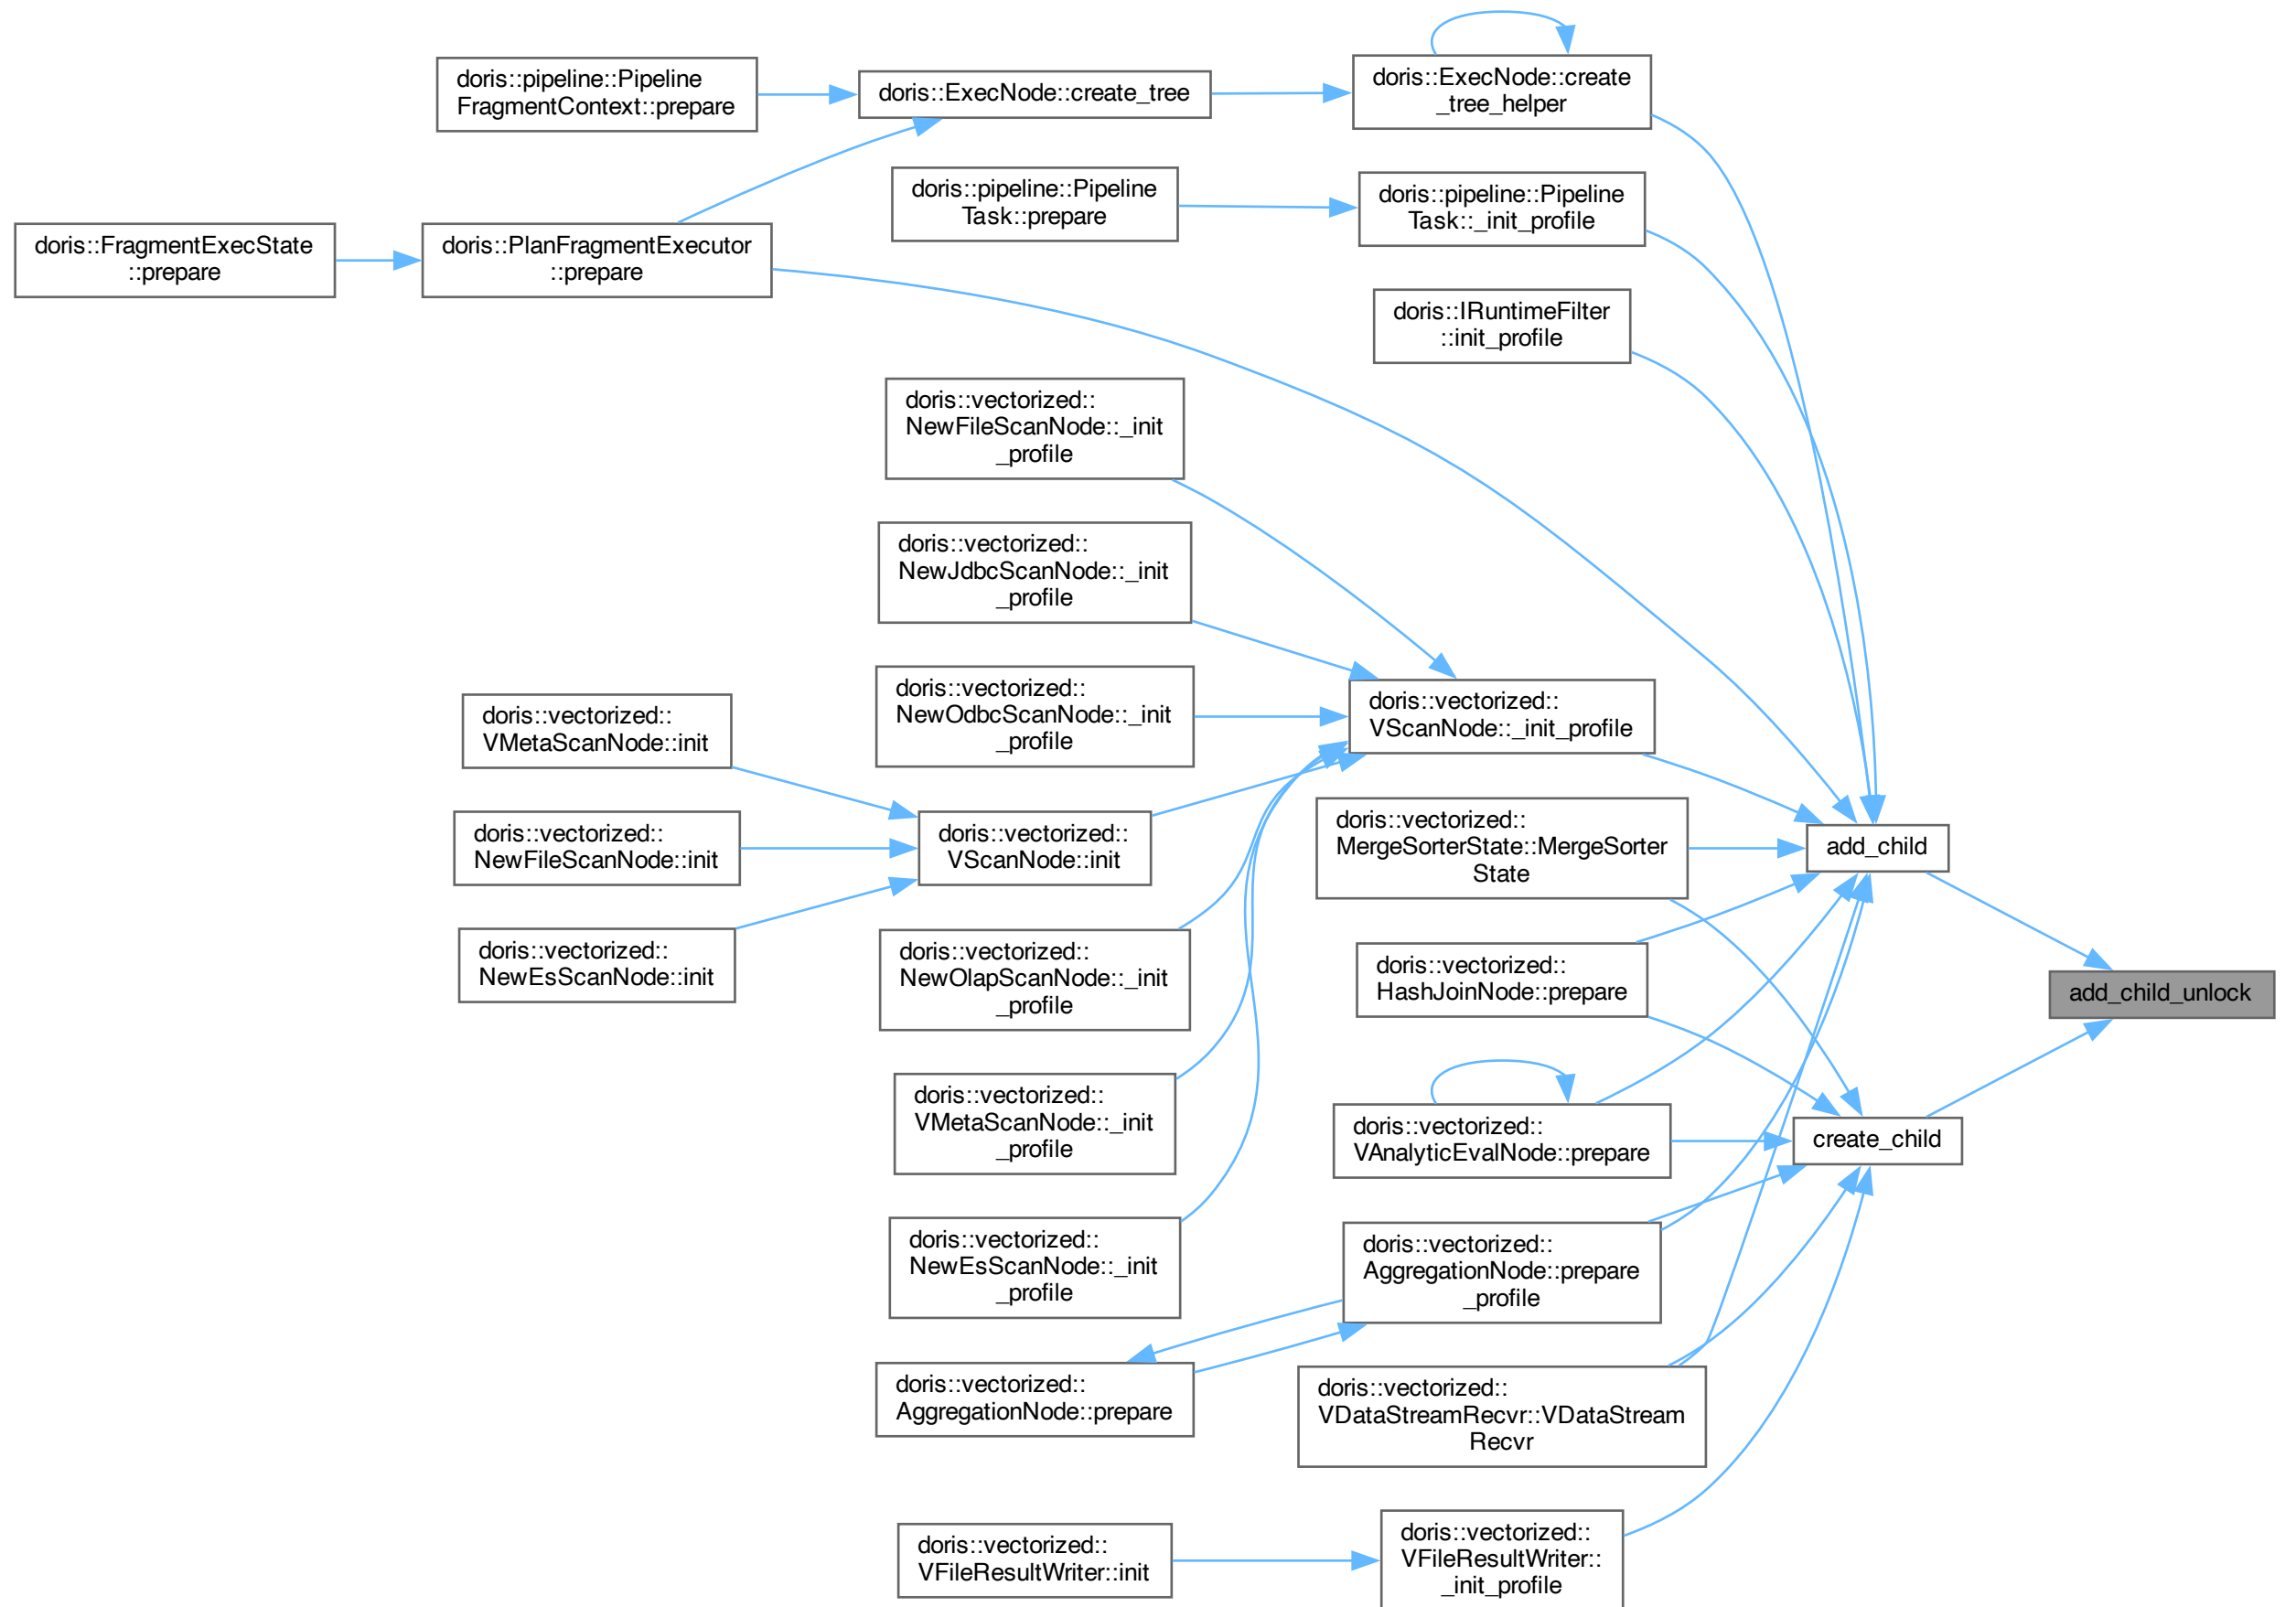 doris::pipeline::Pipeline
FragmentContext::prepare
doris::ExecNode::create_tree
doris::ExecNode::create
_tree_helper
doris::pipeline::Pipeline
Task::prepare
doris::pipeline::Pipeline
Task::_init_profile
doris::FragmentExecState
::prepare
doris::PlanFragmentExecutor
::prepare
doris::IRuntimeFilter
::init_profile
doris::vectorized::
NewFileScanNode::_init
_profile
doris::vectorized::
NewJdbcScanNode::_init
_profile
doris::vectorized::
NewOdbcScanNode::_init
_profile
doris::vectorized::
VScanNode::_init_profile
doris::vectorized::
VMetaScanNode::init
doris::vectorized::
NewFileScanNode::init
doris::vectorized::
VScanNode::init
doris::vectorized::
MergeSorterState::MergeSorter
State
add_child
doris::vectorized::
NewEsScanNode::init
doris::vectorized::
NewOlapScanNode::_init
_profile
doris::vectorized::
HashJoinNode::prepare
add_child_unlock
doris::vectorized::
VMetaScanNode::_init
_profile
doris::vectorized::
VAnalyticEvalNode::prepare
create_child
doris::vectorized::
NewEsScanNode::_init
_profile
doris::vectorized::
AggregationNode::prepare
_profile
doris::vectorized::
AggregationNode::prepare
doris::vectorized::
VDataStreamRecvr::VDataStream
Recvr
doris::vectorized::
VFileResultWriter::init
doris::vectorized::
VFileResultWriter::
_init_profile